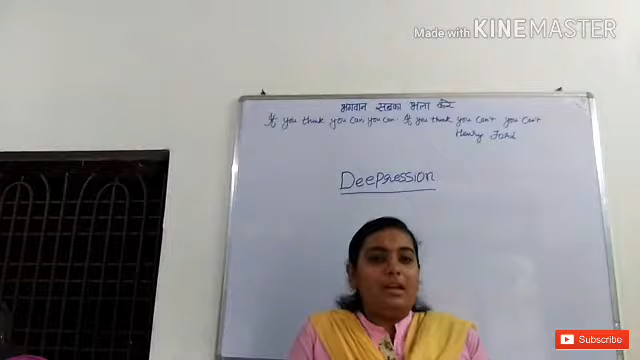 Made with KINEMASTER
भगवान सबका भला करे
If you think you can you can. If you think you can't you can't
Henry Ford
Deepression
Subscribe